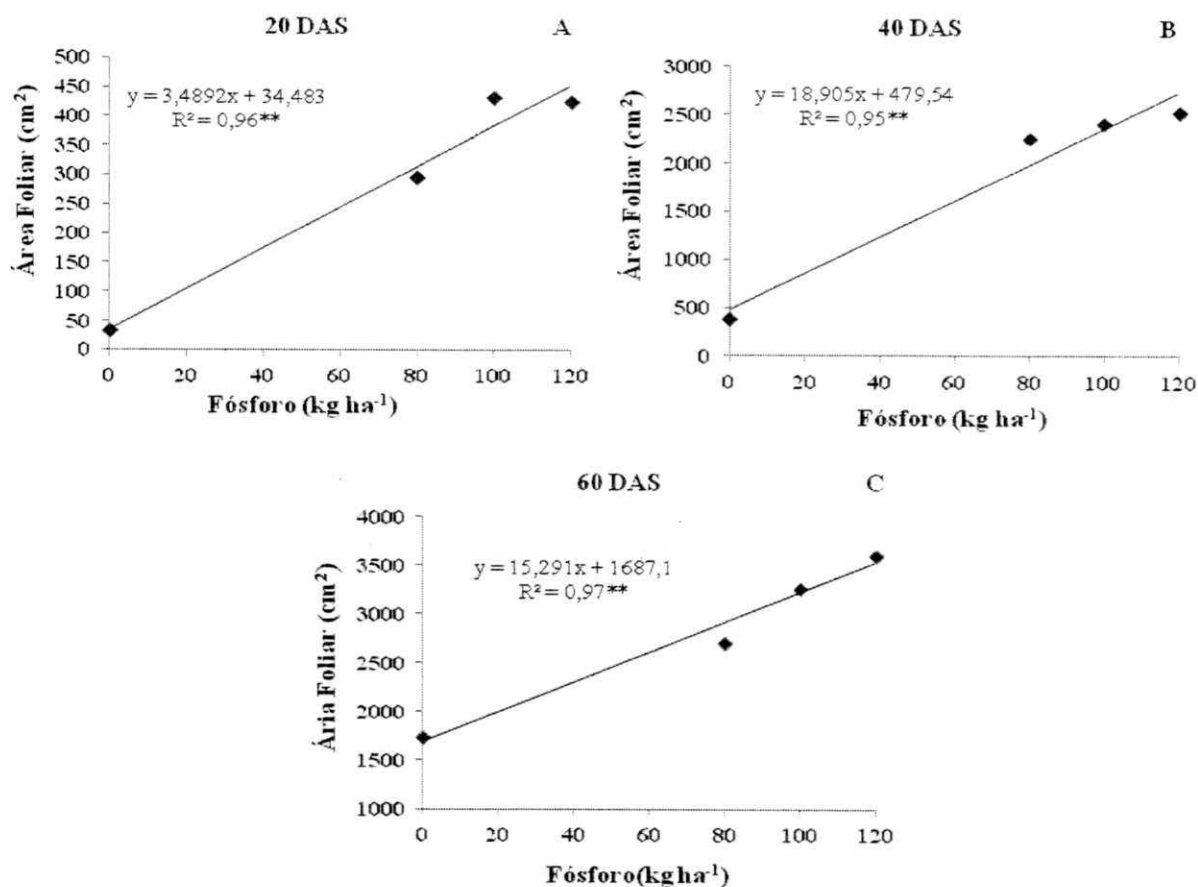 20 DAS A
500
450
400
350
300
250
200
150
100
50
0
y = 3,4892x + 34,483
R² = 0,96**
Área Foliar (cm²)
0 20 40 60 80 100 120
Fósforo (kg ha⁻¹)
40 DAS B
3000
2500
2000
1500
1000
500
0
y = 18,905x + 479,54
R² = 0,95**
Área Foliar (cm²)
0 20 40 60 80 100 120
Fósforo (kg ha⁻¹)
60 DAS C
4000
3500
3000
2500
2000
1500
1000
y = 15,291x + 1687,1
R² = 0,97**
Ária Foliar (cm²)
0 20 40 60 80 100 120
Fósforo(kg ha⁻¹)